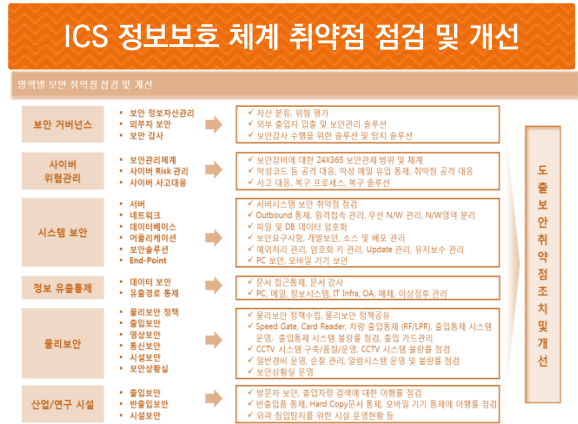 ICS 정보보호 체계 취약점 점검 및 개선
영역별 보안 취약점 점검 및 개선
보안 거버넌스
• 보안 정보자산관리
• 외부자 보안
• 보안 감사
✓ 자산 분류, 위험 평가
✓ 외부 출입자 입출 및 보안관리 솔루션
✓ 보안감사 수행을 위한 솔루션 및 탐지 솔루션
사이버
위협관리
• 보안관리체계
• 사이버 Risk 관리
• 사이버 사고대응
✓ 보안장비에 대한 24X365 보안관제 범위 및 체계
✓ 악성코드 등 공격 대응, 악성 메일 유입 통제, 취약점 공격 대응
✓ 사고 대응, 복구 프로세스, 복구 솔루션
시스템 보안
• 서버
• 네트워크
• 데이터베이스
• 어플리케이션
• 보안솔루션
• End-Point
✓ 서버시스템 보안 취약점 점검
✓ Outbound 통제, 원격접속 관리, 무선 N/W 관리, N/W영역 분리
✓ 파일 및 DB 데이터 암호화
✓ 보안요구사항, 개발보안, 소스 및 배포 관리
✓ 예외처리 관리, 암호화 키 관리, Update 관리, 유지보수 관리
✓ PC 보안, 모바일 기기 보안
정보 유출통제
• 데이터 보안
• 유출경로 통제
✓ 문서 접근통제, 문서 감사
✓ PC, 메일, 정보시스템, IT Infra, OA, 매체, 이상징후 관리
물리보안
• 물리보안 정책
• 출입보안
• 영상보안
• 통신보안
• 시설보안
• 보안상황실
✓ 물리보안 정책수립, 물리보안 정책공유
✓ Speed Gate, Card Reader, 차량 출입통제 (RF/LPR), 출입통제 시스템
운영, 출입통제 시스템 불량률 점검, 출입 카드관리
✓ CCTV 시스템 구축/품질/운영, CCTV 시스템 불량률 점검
✓ 일반경비 운영, 순찰 관리, 알람시스템 운영 및 불량률 점검
✓ 보안상황실 운영
산업/연구 시설
• 출입보안
• 반출입보안
• 시설보안
✓ 방문자 보안, 출입차량 검색에 대한 이행률 점검
✓ 반출입품 통제, Hard Copy문서 통제, 모바일 기기 통제에 이행률 점검
✓ 외곽 침입탐지를 위한 시설 운영현황 등
도출보안취약점조치및개선